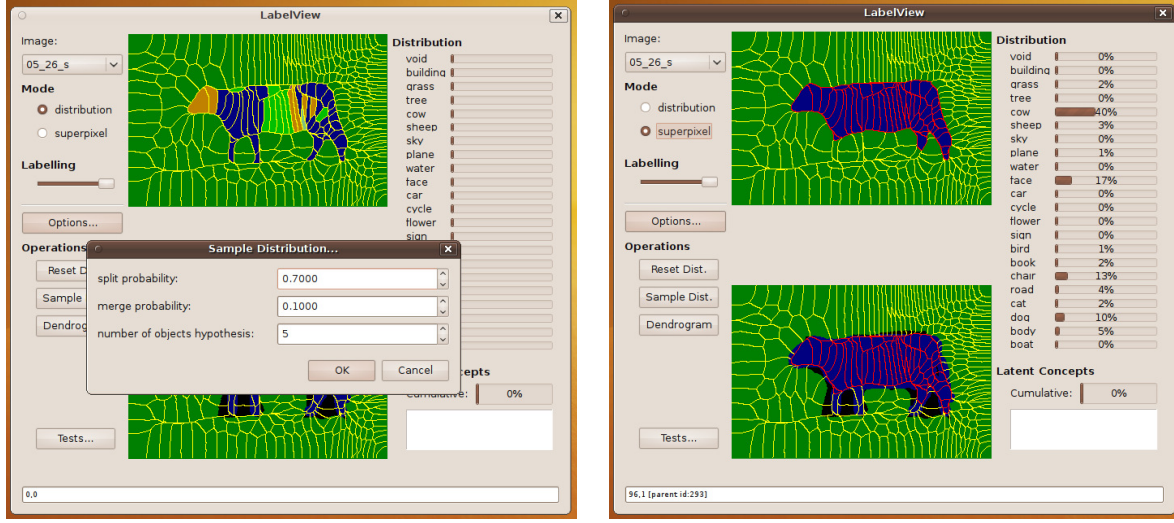 LabelView
Image:
05_26_s
Mode
distribution
superpixel
Labelling
Options...
Operations
Reset D
Sample
Dendrog
Tests...
Distribution
void
building
grass
tree
cow
sheep
sky
plane
water
face
car
cycle
flower
sign
Sample Distribution...
split probability:
0.7000
merge probability:
0.1000
number of objects hypothesis:
5
OK
Cancel
cepts
Cumulative:
0%
0,0
LabelView
Image:
05_26_s
Mode
distribution
superpixel
Labelling
Options...
Operations
Reset Dist.
Sample Dist.
Dendrogram
Tests...
Distribution
void 0%
building 0%
grass 2%
tree 0%
cow 40%
sheep 3%
sky 0%
plane 1%
water 0%
face 17%
car 0%
cycle 0%
flower 0%
sign 0%
bird 1%
book 2%
chair 13%
road 4%
cat 2%
dog 10%
body 5%
boat 0%
Latent Concepts
Cumulative: 0%
96,1 [parent id:293]